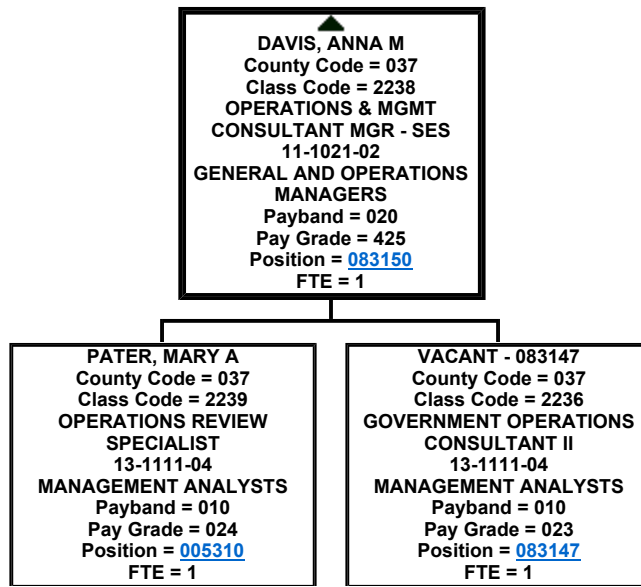 DAVIS, ANNA M
County Code = 037
Class Code = 2238
OPERATIONS & MGMT
CONSULTANT MGR - SES
11-1021-02
GENERAL AND OPERATIONS
MANAGERS
Payband = 020
Pay Grade = 425
Position = 083150
FTE = 1
PATER, MARY A
County Code = 037
Class Code = 2239
OPERATIONS REVIEW
SPECIALIST
13-1111-04
MANAGEMENT ANALYSTS
Payband = 010
Pay Grade = 024
Position = 005310
FTE = 1
VACANT - 083147
County Code = 037
Class Code = 2236
GOVERNMENT OPERATIONS
CONSULTANT II
13-1111-04
MANAGEMENT ANALYSTS
Payband = 010
Pay Grade = 023
Position = 083147
FTE = 1